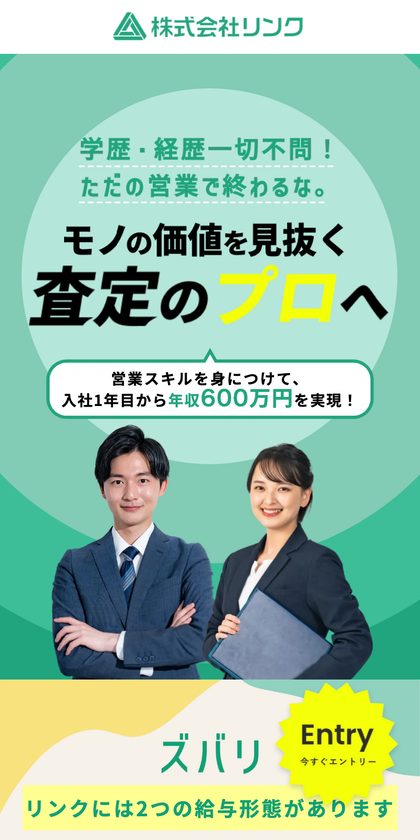 株式会社リンク
学歴・経歴一切不問！
ただの営業で終わるな。
モノの価値を見抜く
査定のプロへ
営業スキルを身につけて、
入社1年目から年収600万円を実現！
ズバリ
Entry
今すぐエントリー
リンクには2つの給与形態があります